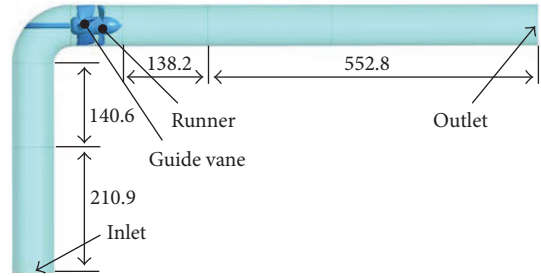 138.2
552.8
140.6
Runner
Outlet
Guide vane
210.9
Inlet